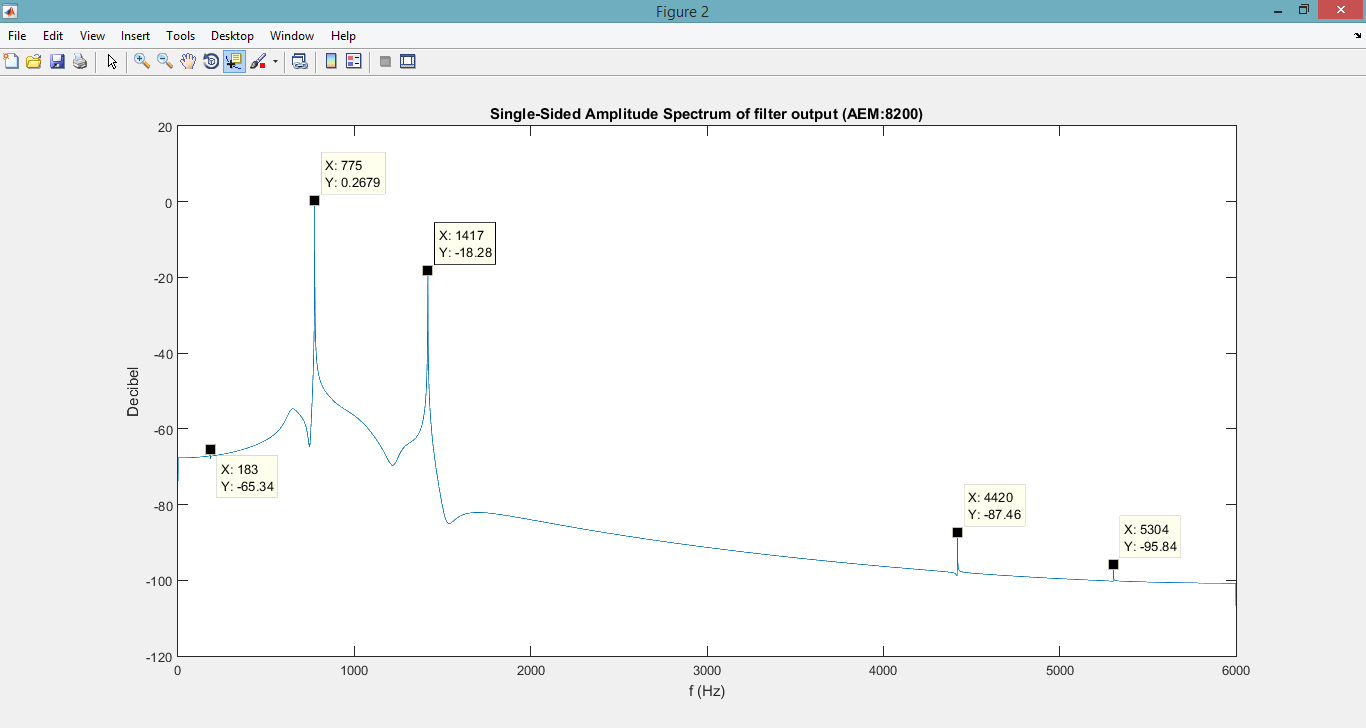 Figure 2
File Edit View Insert Tools Desktop Window Help
Single-Sided Amplitude Spectrum of filter output (AEM:8200)
20
0
-20
-40
-60
-80
-100
-120
Decibel
X: 775
Y: 0.2679
X: 1417
Y: -18.28
X: 183
Y: -65.34
X: 4420
Y: -87.46
X: 5304
Y: -95.84
0 1000 2000 3000 4000 5000 6000
f (Hz)